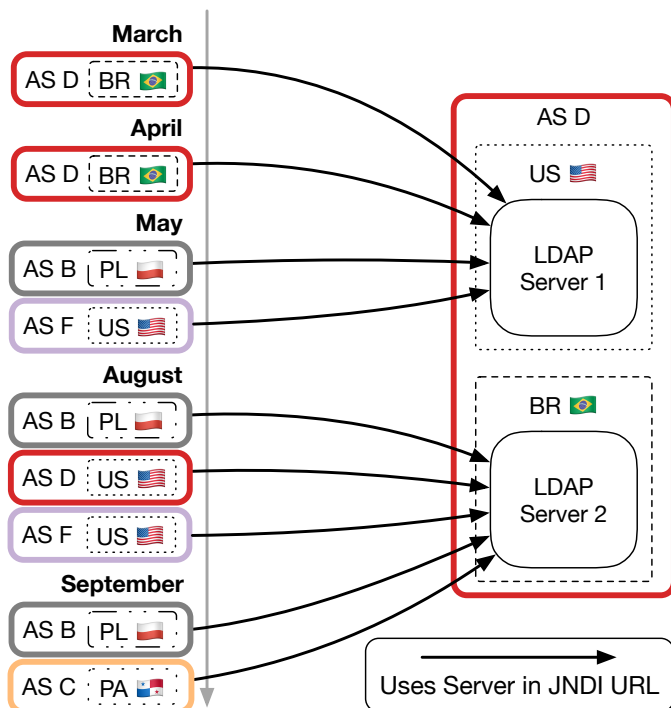 March
AS D BR
April
AS D BR
May
AS B PL
AS F US
August
AS B PL
AS D US
AS F US
September
AS B PL
AS C PA
AS D
US
LDAP
Server 1
BR
LDAP
Server 2
Uses Server in JNDI URL